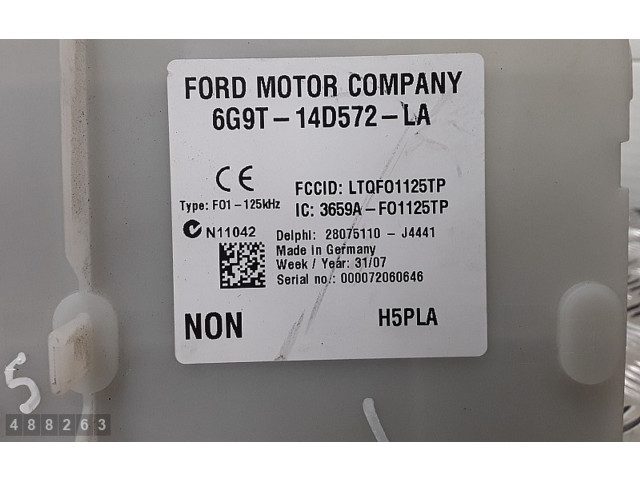 FORD MOTOR COMPANY
6G9T-14D572-LA
CE
FCCID: LTQFO1125TP
Type: FO1-125kHz
IC: 3659A-FO1125TP
N11042
Delphi: 28075110 -J4441
Made in Germany
Week / Year: 31/07
Serial no.: 000072060646
NON
H5PLA
5
488263